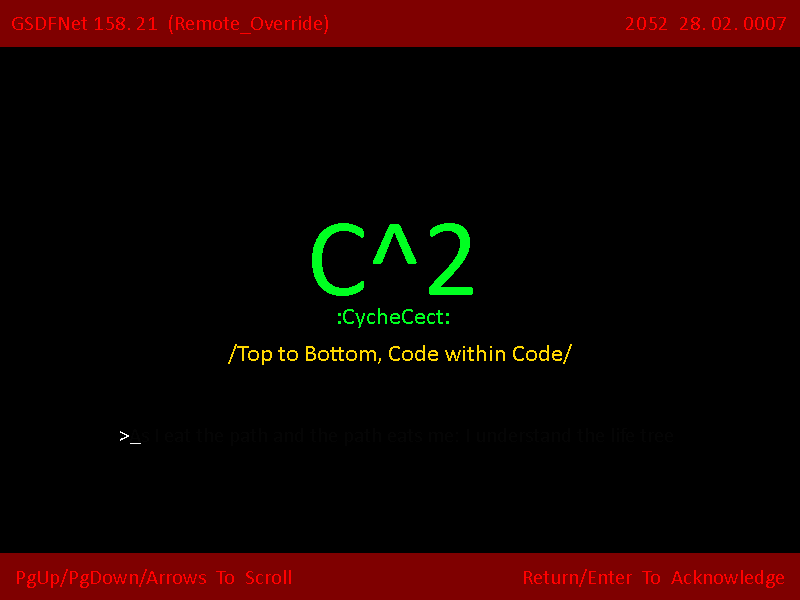 GSDFNet 158.21 (Remote_Override)
2052 28.02.0007
C^2
:CycheCect:
/Top to Bottom, Code within Code/
>_ I eat the path and the path eats me; I understand the file tree
PgUp/PgDown/Arrows To Scroll
Return/Enter To Acknowledge